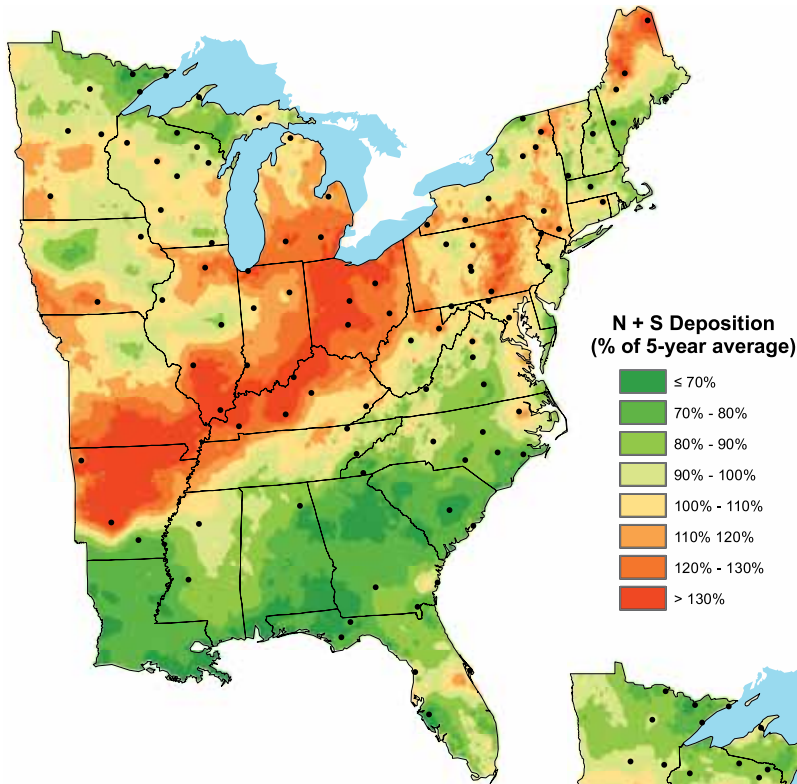 N + S Deposition
(% of 5-year average)
≤ 70%
70% - 80%
80% - 90%
90% - 100%
100% - 110%
110% 120%
120% - 130%
> 130%